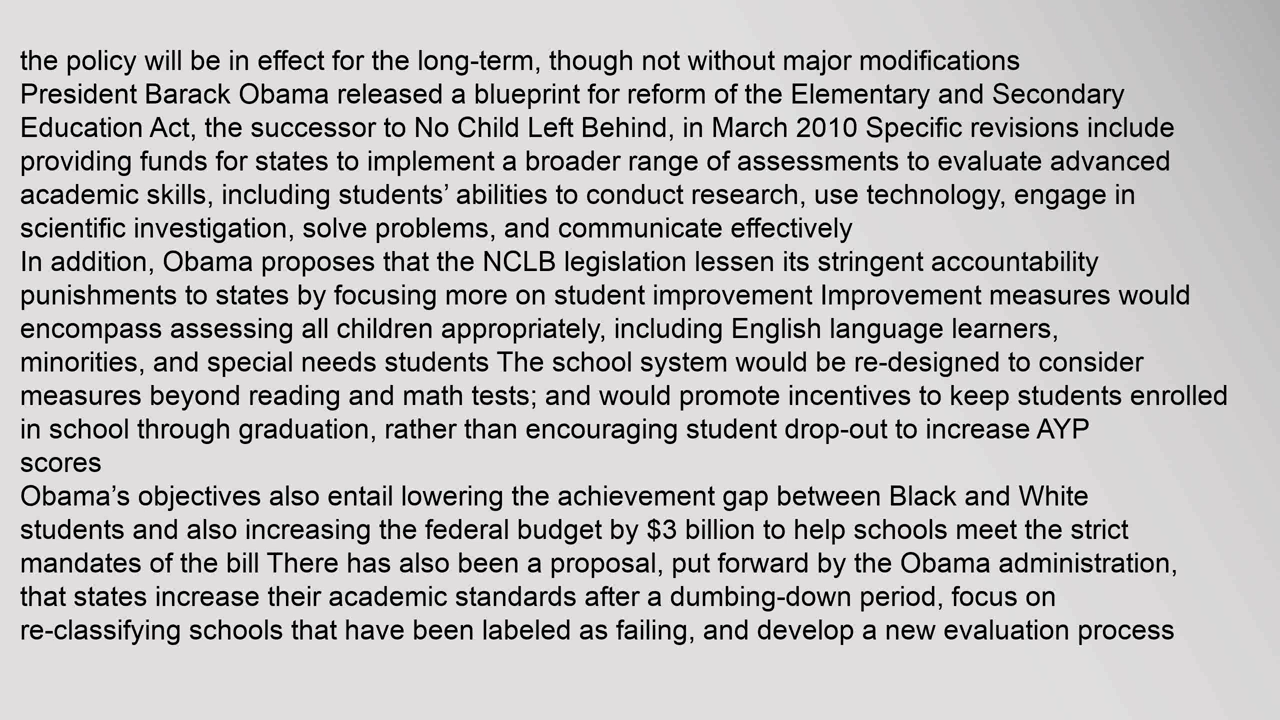 the policy will be in effect for the long-term, though not without major modifications
President Barack Obama released a blueprint for reform of the Elementary and Secondary
Education Act, the successor to No Child Left Behind, in March 2010 Specific revisions include
providing funds for states to implement a broader range of assessments to evaluate advanced
academic skills, including students’ abilities to conduct research, use technology, engage in
scientific investigation, solve problems, and communicate effectively
In addition, Obama proposes that the NCLB legislation lessen its stringent accountability
punishments to states by focusing more on student improvement Improvement measures would
encompass assessing all children appropriately, including English language learners,
minorities, and special needs students The school system would be re-designed to consider
measures beyond reading and math tests; and would promote incentives to keep students enrolled
in school through graduation, rather than encouraging student drop-out to increase AYP
scores
Obama’s objectives also entail lowering the achievement gap between Black and White
students and also increasing the federal budget by $3 billion to help schools meet the strict
mandates of the bill There has also been a proposal, put forward by the Obama administration,
that states increase their academic standards after a dumbing-down period, focus on
re-classifying schools that have been labeled as failing, and develop a new evaluation process